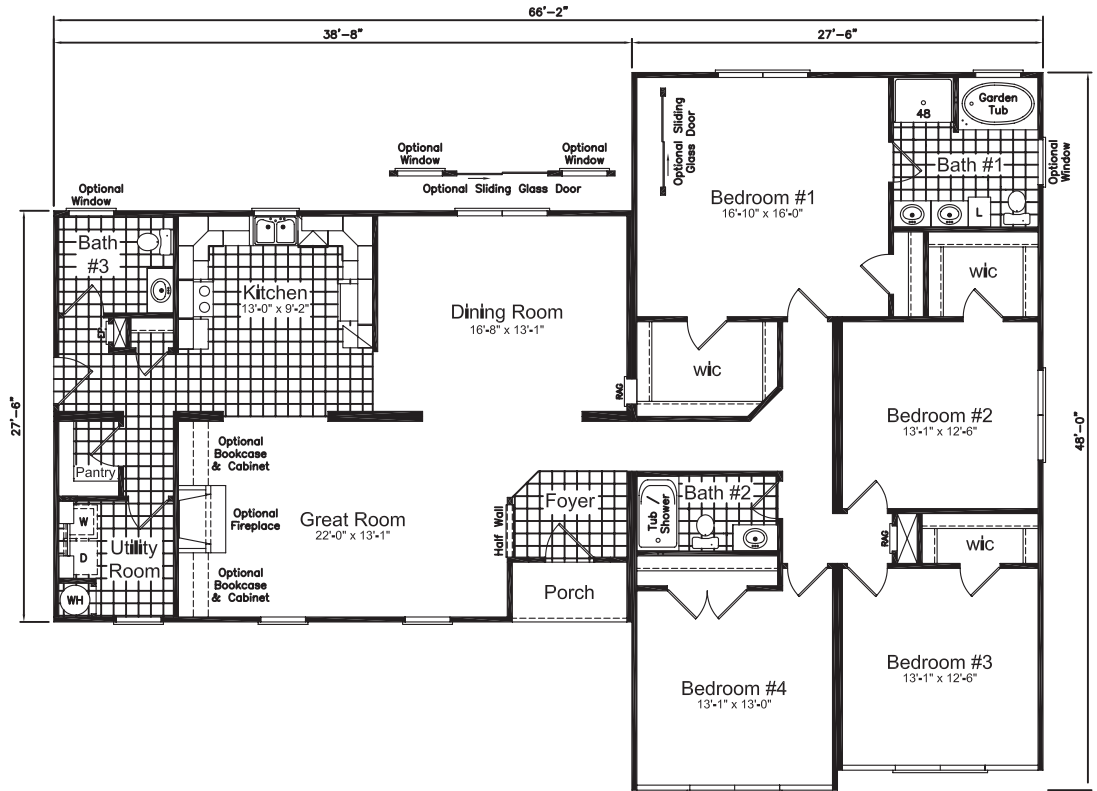 66'-2"
38'-8"
27'-6"
Optional
Window
Optional
Window
Optional Sliding Glass Door
Optional Sliding
Glass Door
48
Garden
Tub
Bath #1
Optional
Window
L
Bedroom #1
16'-10" x 16'-0"
Optional
Window
Bath
#3
Kitchen
13'-0" x 9'-2"
Dining Room
16'-8" x 13'-1"
wic
wic
RAG
Bedroom #2
13'-1" x 12'-6"
27'-6"
48'-0"
Pantry
Optional
Bookcase
& Cabinet
Optional
Fireplace
Great Room
22'-0" x 13'-1"
Optional
Bookcase
& Cabinet
Half Wall
Foyer
Porch
Tub /
Shower
Bath #2
RAG
wic
W
D
Utility
Room
WH
Bedroom #4
13'-1" x 13'-0"
Bedroom #3
13'-1" x 12'-6"